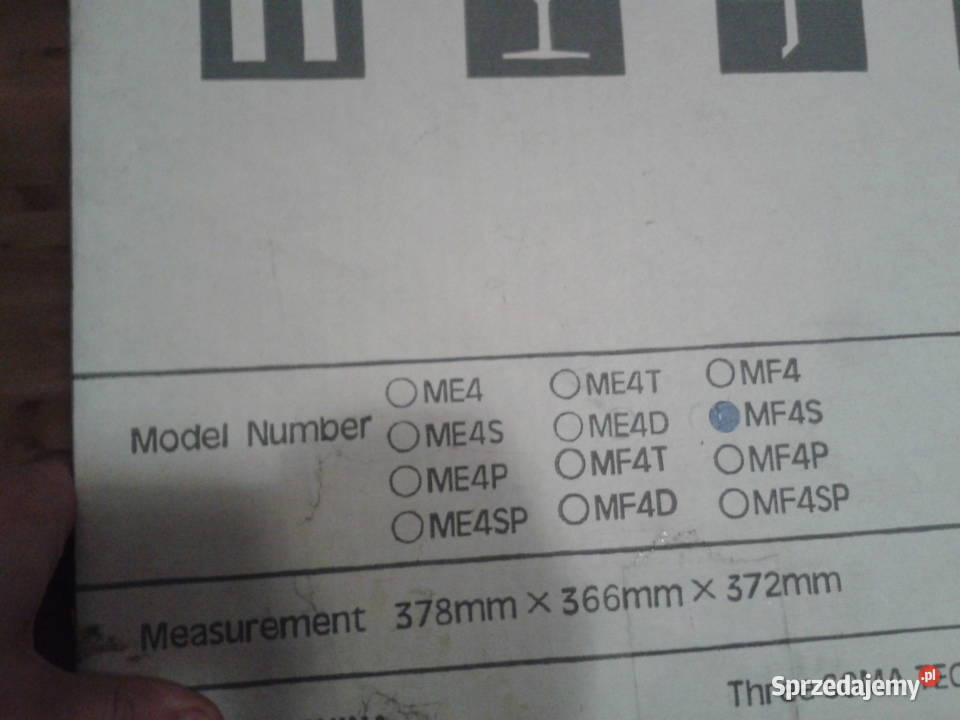 Model Number
ME4 ME4T MF4
ME4S ME4D MF4S
ME4P MF4T MF4P
ME4SP MF4D MF4SP
Measurement 378mm × 366mm × 372mm
Sprzedajemy.pl